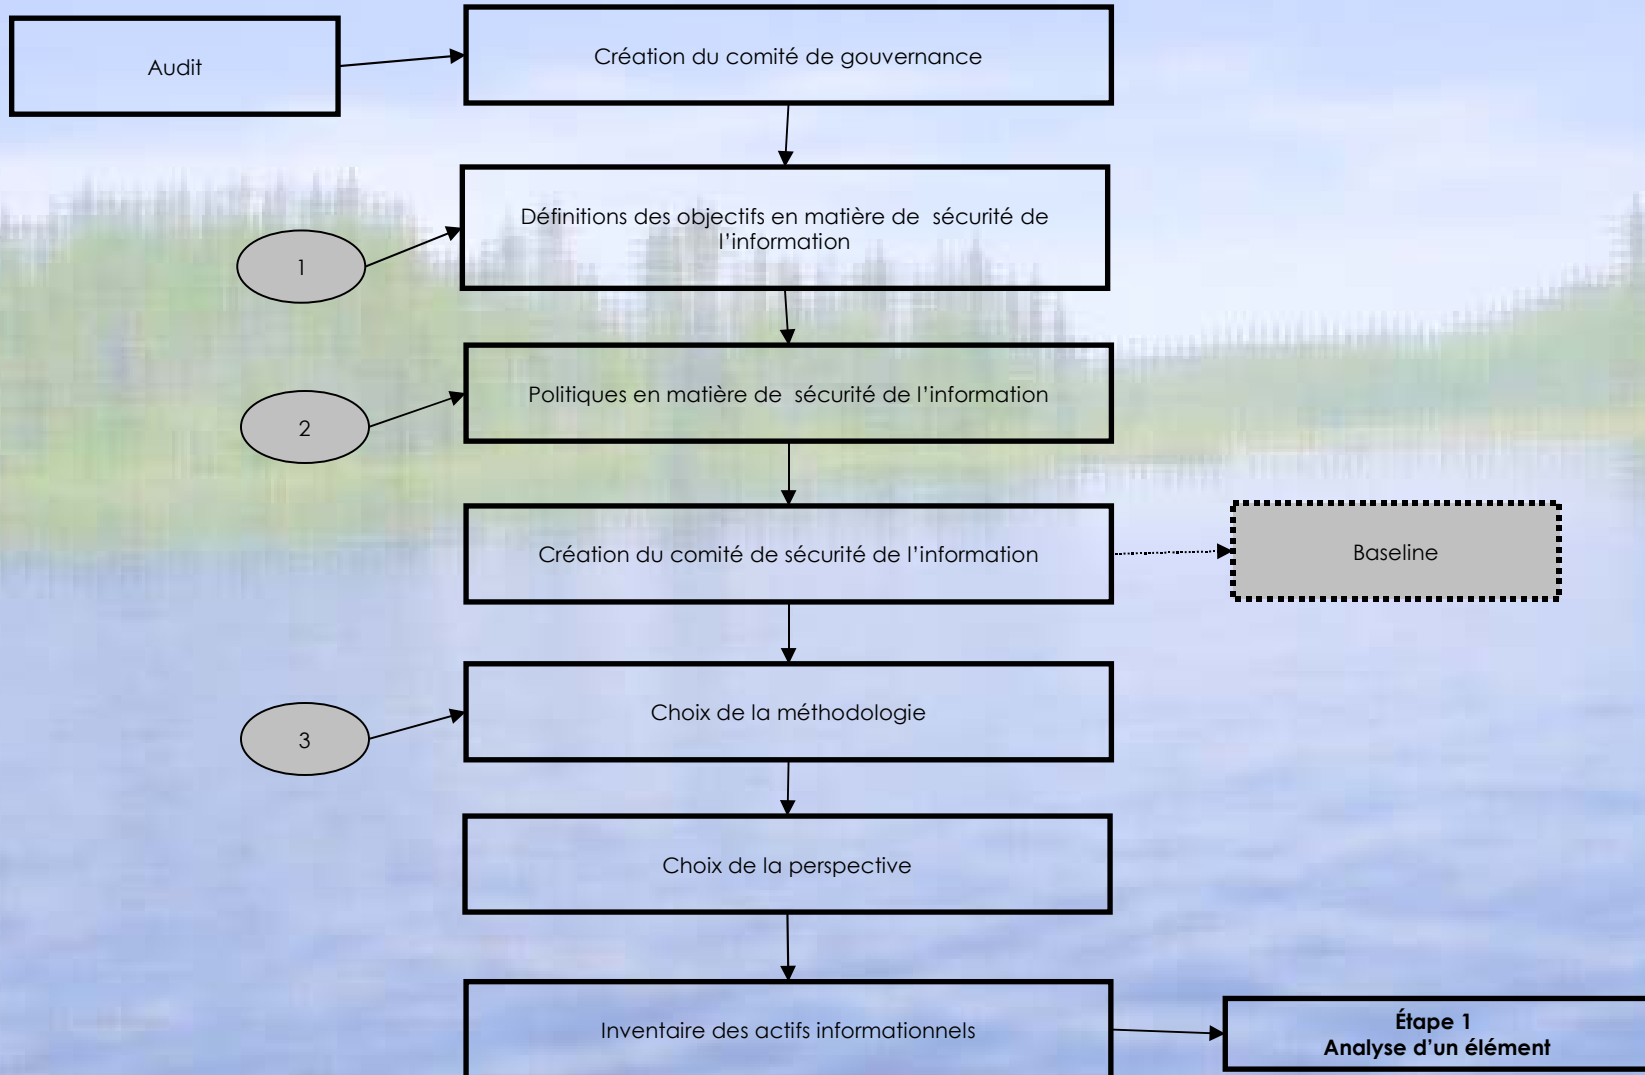 Audit
Création du comité de gouvernance
Définitions des objectifs en matière de  sécurité de
l’information
1
Politiques en matière de  sécurité de l’information
2
Création du comité de sécurité de l’information
Baseline
Choix de la méthodologie
3
Choix de la perspective
Inventaire des actifs informationnels
Étape 1
Analyse d’un élément